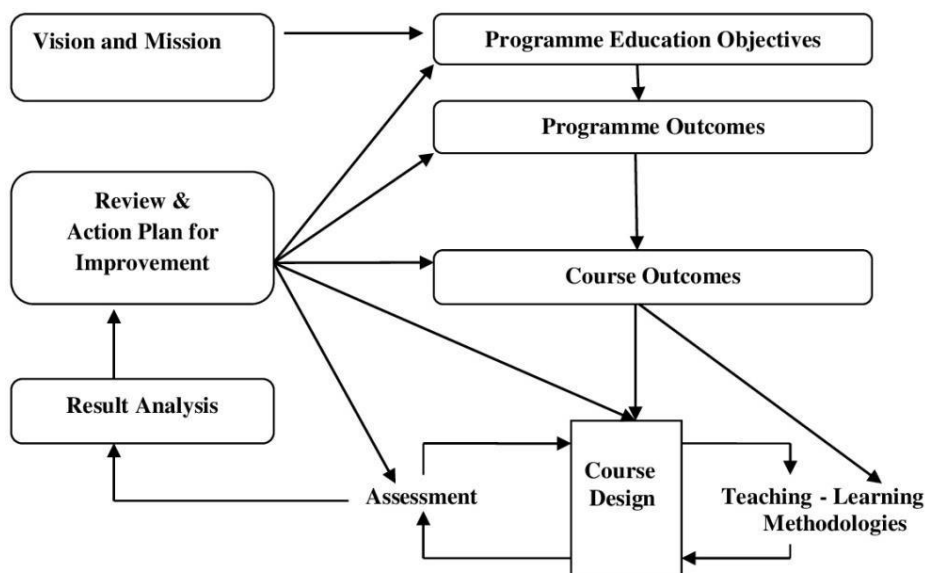 Vision and Mission
Programme Education Objectives
Programme Outcomes
Review &
Action Plan for
Improvement
Course Outcomes
Result Analysis
Assessment
Course
Design
Teaching - Learning
Methodologies